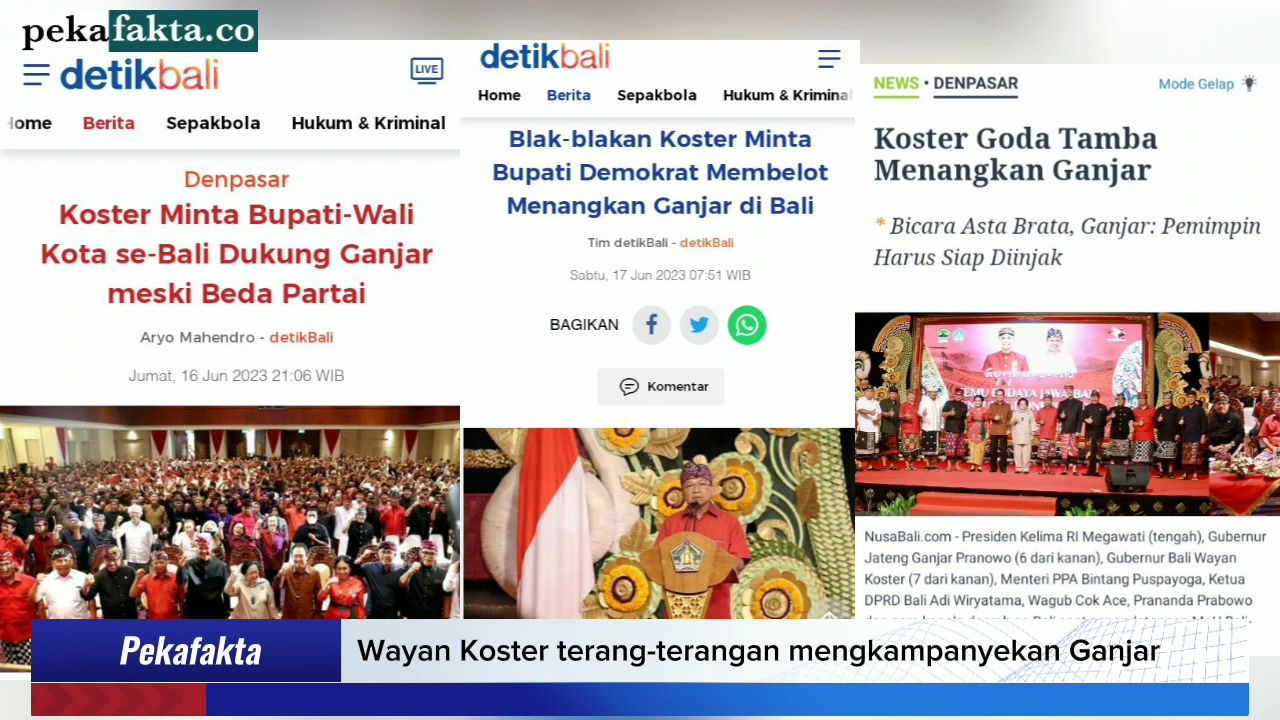 pekafakta.co
detikbali
LIVE
Home
Berita
Sepakbola
Hukum & Kriminal
Denpasar
Koster Minta Bupati-Wali
Kota se-Bali Dukung Ganjar
meski Beda Partai
Aryo Mahendro - detikBali
Jumat, 16 Jun 2023 21:06 WIB
detikbali
Home
Berita
Sepakbola
Hukum & Kriminal
Blak-blakan Koster Minta
Bupati Demokrat Membelot
Menangkan Ganjar di Bali
Tim detikBali - detikBali
Sabtu, 17 Jun 2023 07:51 WIB
BAGIKAN
Komentar
NEWS • DENPASAR
Mode Gelap
Koster Goda Tamba
Menangkan Ganjar
* Bicara Asta Brata, Ganjar: Pemimpin
Harus Siap Diinjak
TEMU BUDAYA JAWA-BALI
NusaBali.com - Presiden Kelima RI Megawati (tengah), Gubernur
Jateng Ganjar Pranowo (6 dari kanan), Gubernur Bali Wayan
Koster (7 dari kanan), Menteri PPA Bintang Puspayoga, Ketua
DPRD Bali Adi Wiryatama, Wagub Cok Ace, Prananda Prabowo
Pekafakta
Wayan Koster terang-terangan mengkampanyekan Ganjar